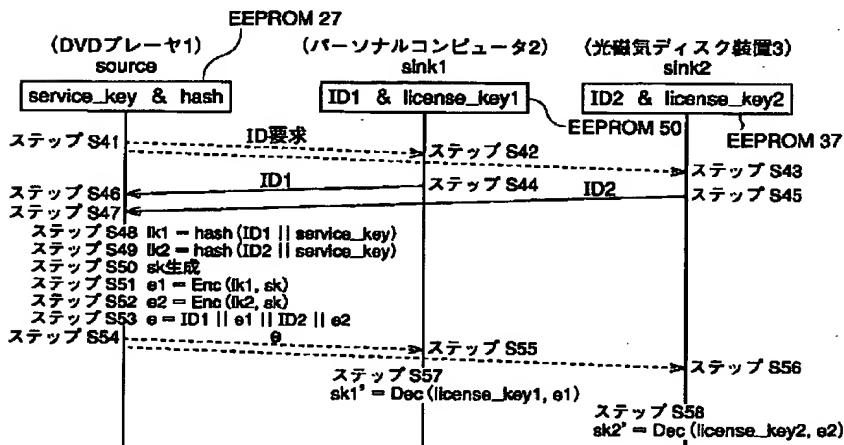 EEPROM 27
(DVDプレーヤ1)
source
(パーソナルコンピュータ2)
sink1
(光磁気ディスク装置3)
sink2
service_key & hash
ID1 & license_key1
ID2 & license_key2
EEPROM 50
EEPROM 37
ステップ S41
ID要求
ステップ S42
ステップ S43
ステップ S46
ID1
ステップ S44
ID2
ステップ S45
ステップ S47
ステップ S48 lk1 = hash (ID1 || service_key)
ステップ S49 lk2 = hash (ID2 || service_key)
ステップ S50 sk生成
ステップ S51 e1 = Enc (lk1, sk)
ステップ S52 e2 = Enc (lk2, sk)
ステップ S53 e = ID1 || e1 || ID2 || e2
ステップ S54
e
ステップ S55
ステップ S56
ステップ S57
sk1' = Dec (license_key1, e1)
ステップ S58
sk2' = Dec (license_key2, e2)